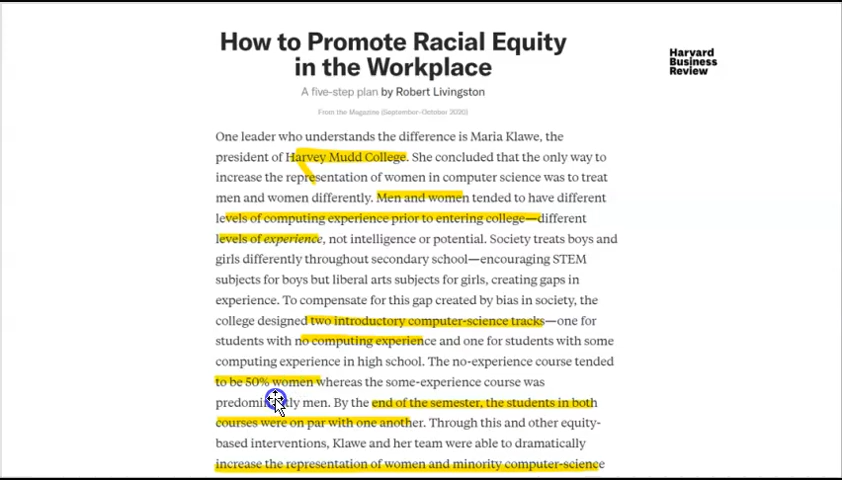 How to Promote Racial Equity
in the Workplace
Harvard
Business
Review
A five-step plan by Robert Livingston
From the Magazine (September–October 2020)
One leader who understands the difference is Maria Klawe, the
president of Harvey Mudd College. She concluded that the only way to
increase the representation of women in computer science was to treat
men and women differently. Men and women tended to have different
levels of computing experience prior to entering college—different
levels of experience, not intelligence or potential. Society treats boys and
girls differently throughout secondary school—encouraging STEM
subjects for boys but liberal arts subjects for girls, creating gaps in
experience. To compensate for this gap created by bias in society, the
college designed two introductory computer-science tracks—one for
students with no computing experience and one for students with some
computing experience in high school. The no-experience course tended
to be 50% women whereas the some-experience course was
predominantly men. By the end of the semester, the students in both
courses were on par with one another. Through this and other equity-
based interventions, Klawe and her team were able to dramatically
increase the representation of women and minority computer-science